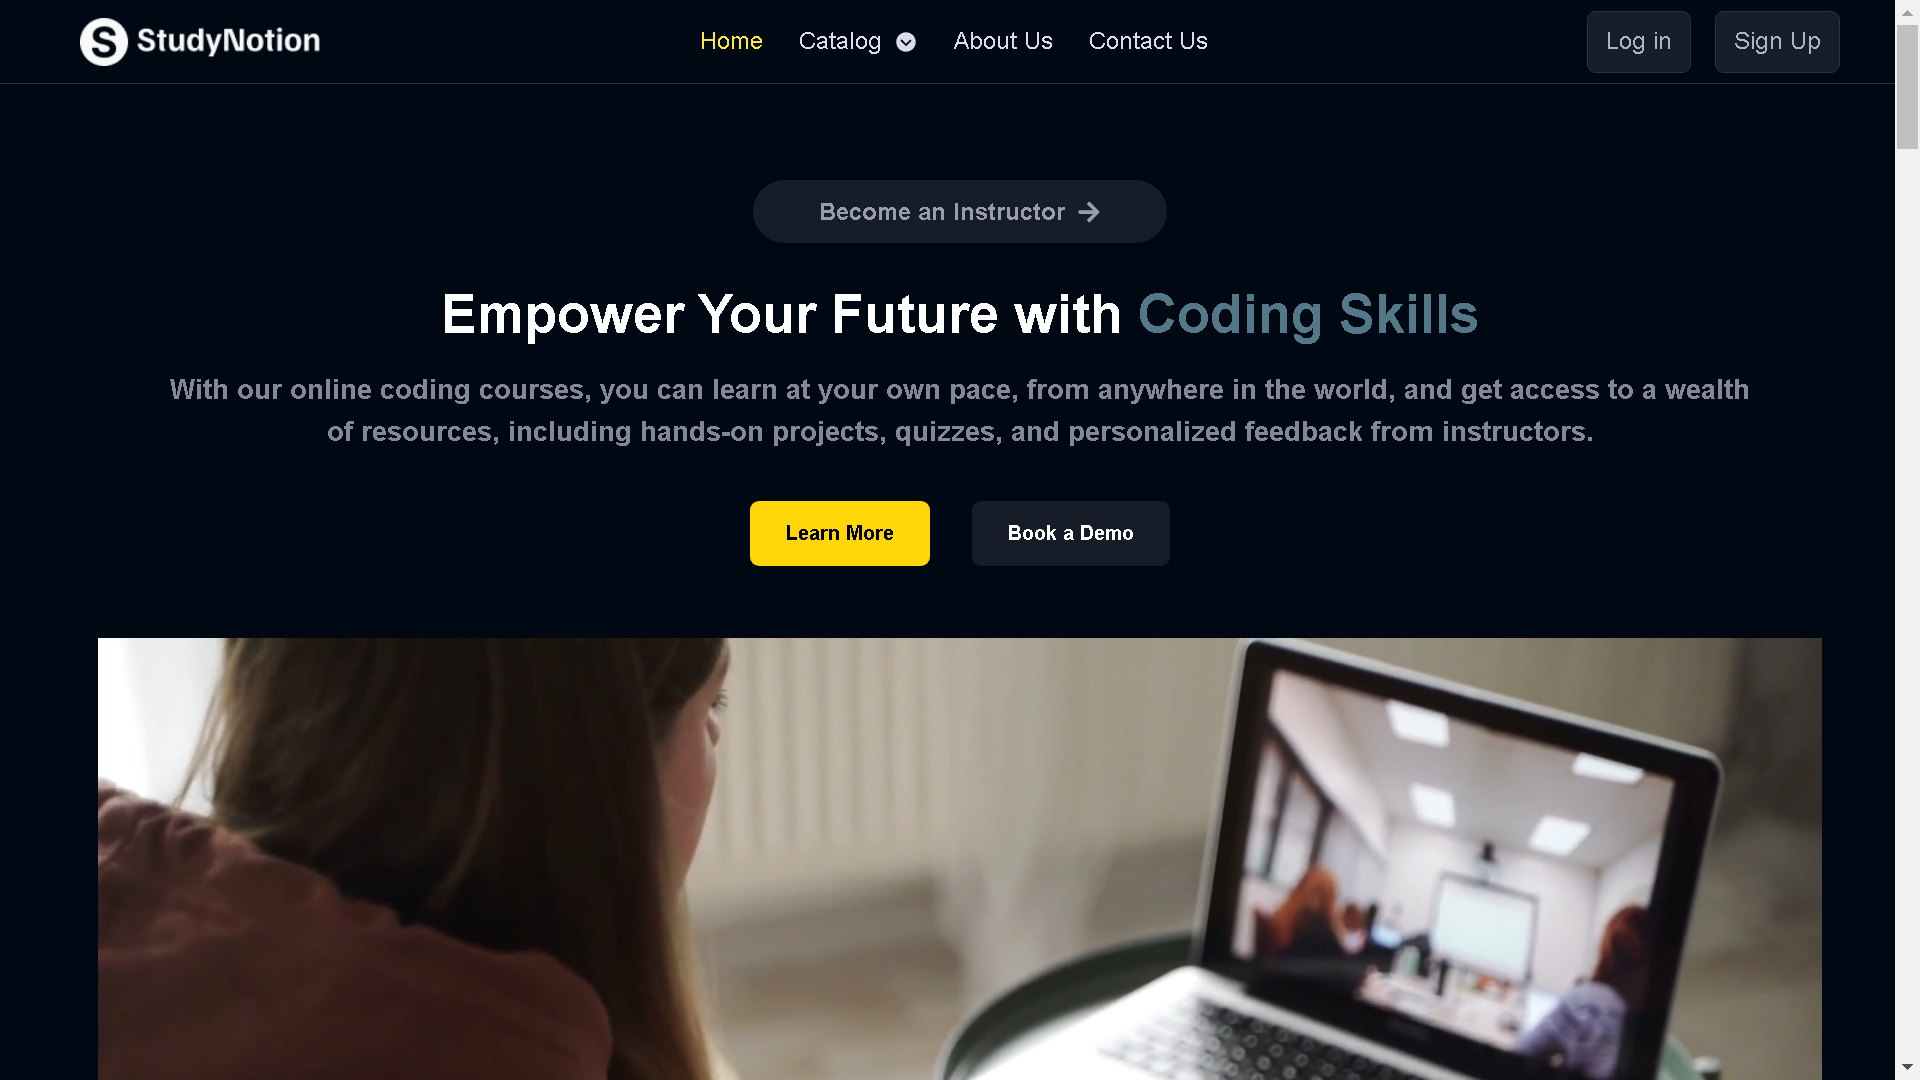 StudyNotion
Home Catalog About Us Contact Us
Log in Sign Up
Become an Instructor
Empower Your Future with Coding Skills
With our online coding courses, you can learn at your own pace, from anywhere in the world, and get access to a wealth
of resources, including hands-on projects, quizzes, and personalized feedback from instructors.
Learn More Book a Demo